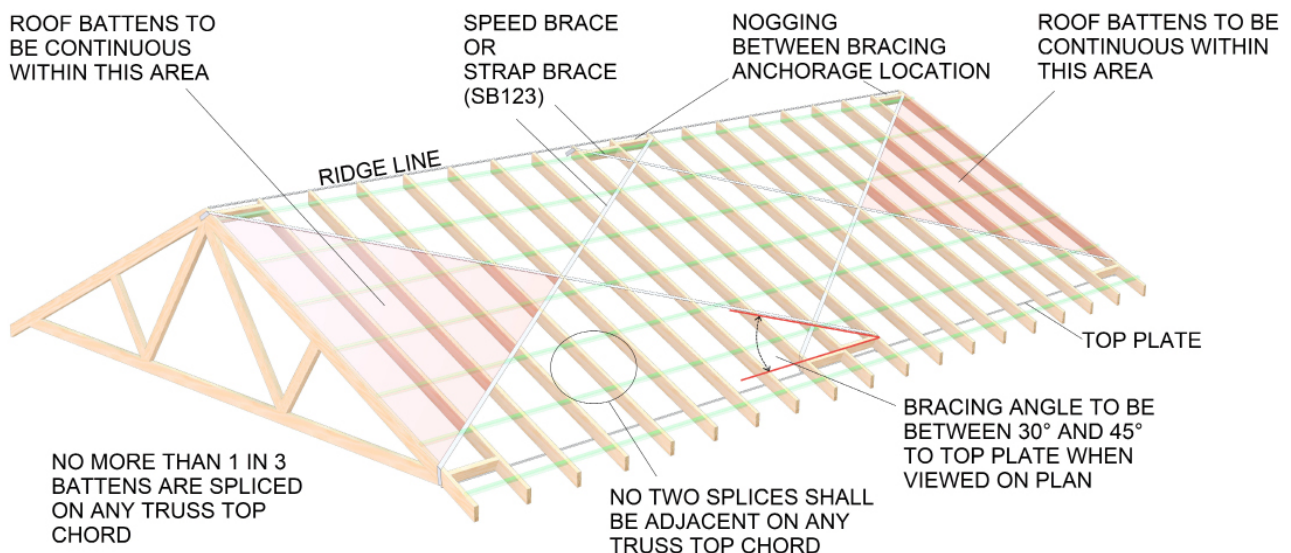 ROOF BATTENS TO
BE CONTINUOUS
WITHIN THIS AREA
SPEED BRACE
OR
STRAP BRACE
(SB123)
NOGGING
BETWEEN BRACING
ANCHORAGE LOCATION
ROOF BATTENS TO BE
CONTINUOUS WITHIN
THIS AREA
RIDGE LINE
TOP PLATE
BRACING ANGLE TO BE
BETWEEN 30° AND 45°
TO TOP PLATE WHEN
VIEWED ON PLAN
NO MORE THAN 1 IN 3
BATTENS ARE SPLICED
ON ANY TRUSS TOP
CHORD
NO TWO SPLICES SHALL
BE ADJACENT ON ANY
TRUSS TOP CHORD